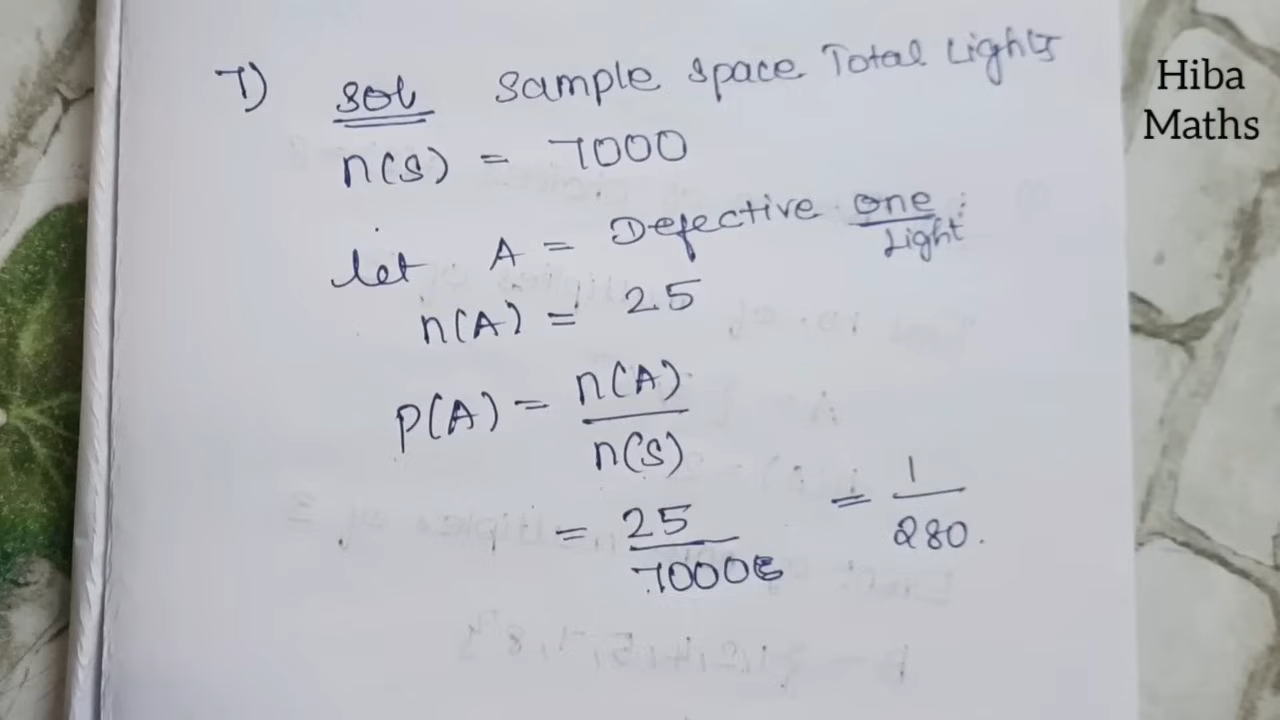 7) Sol Sample Space Total Lights
n(S) = 7000
let A = Defective one Light
n(A) = 25
P(A) = n(A) / n(S)
= 25 / 7000 = 1 / 280.
Hiba
Maths